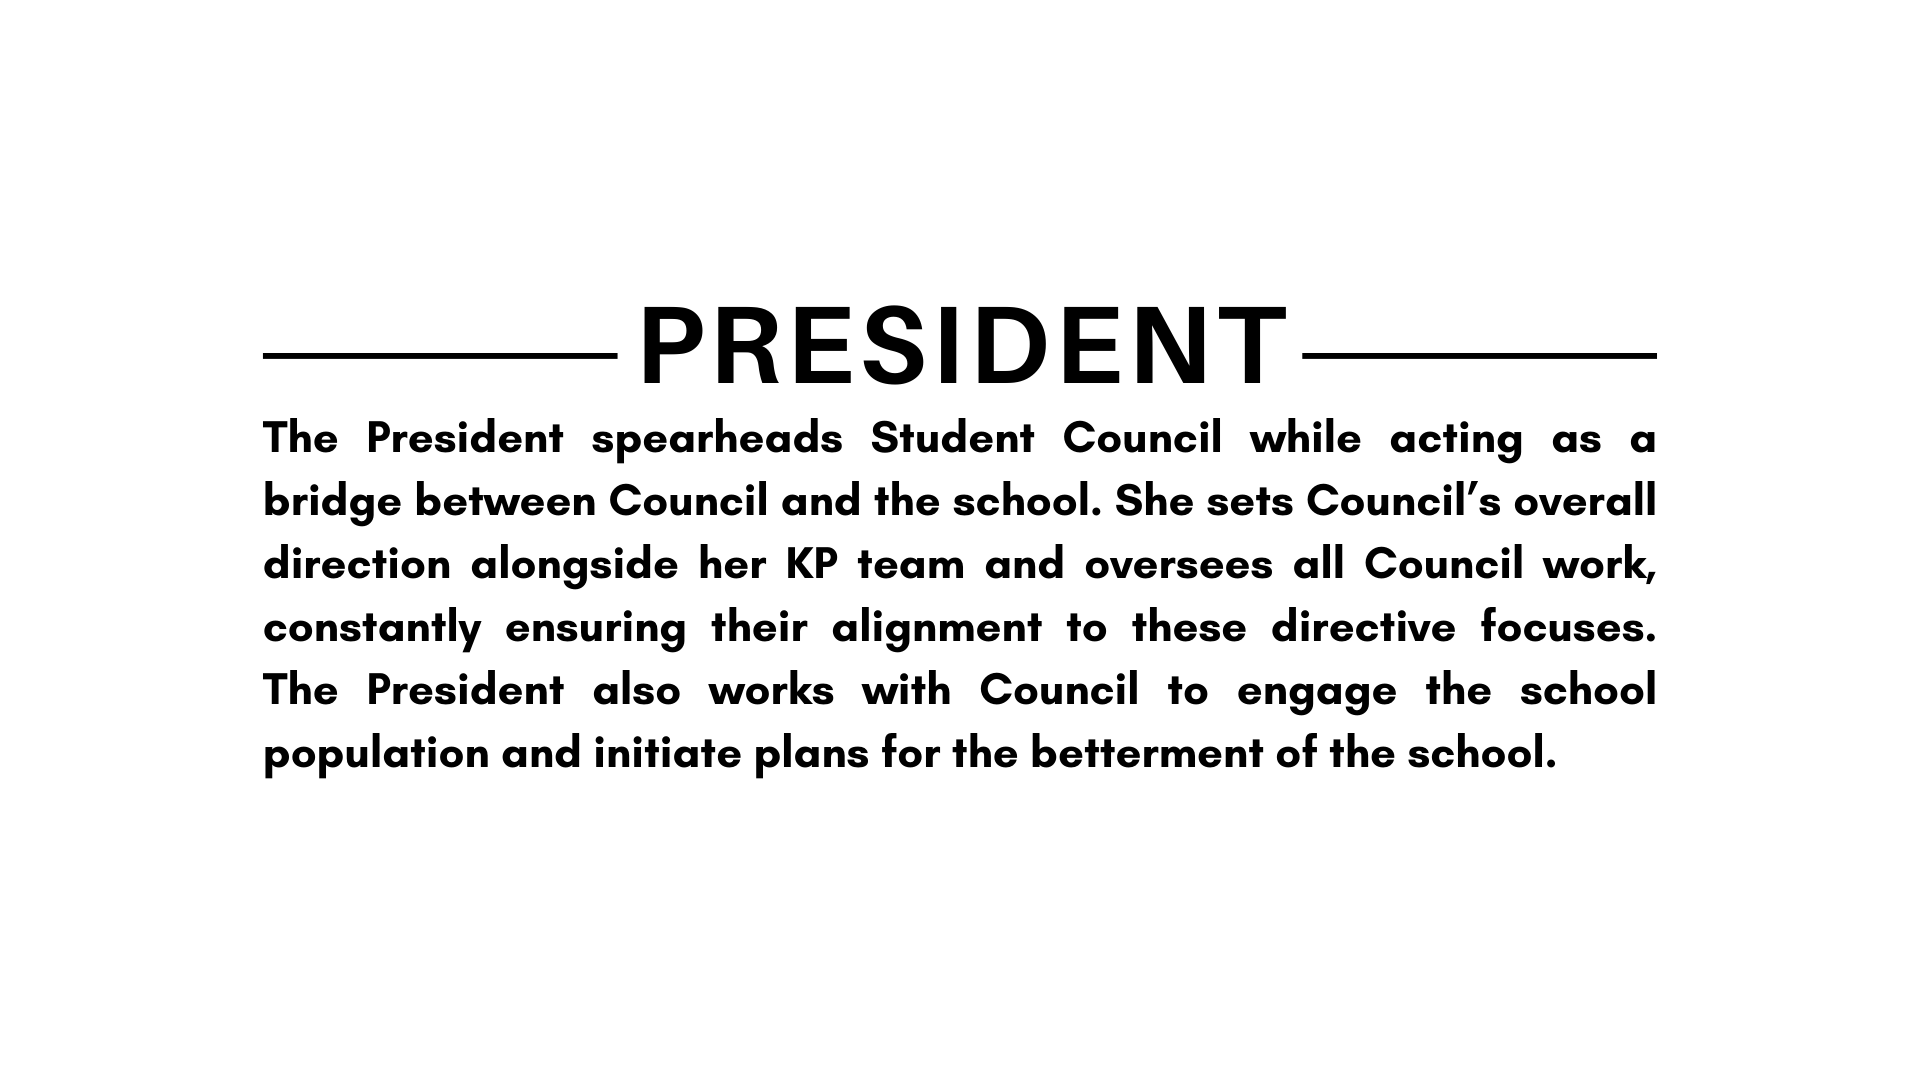 PRESIDENT
The President spearheads Student Council while acting as a
bridge between Council and the school. She sets Council’s overall
direction alongside her KP team and oversees all Council work,
constantly ensuring their alignment to these directive focuses.
The President also works with Council to engage the school
population and initiate plans for the betterment of the school.